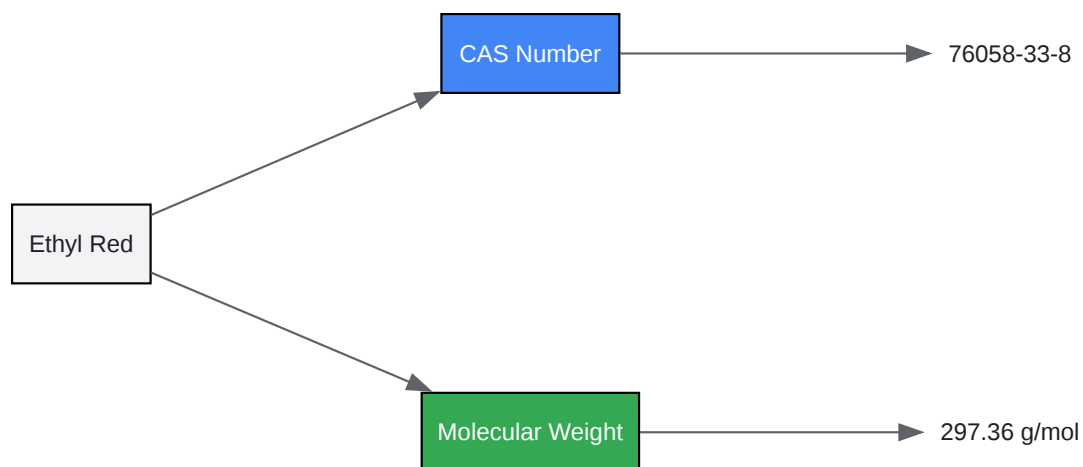 CAS Number
76058-33-8
Ethyl Red
Molecular Weight
297.36 g/mol